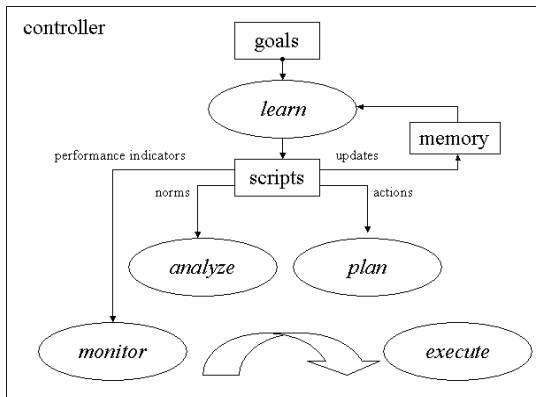 controller
goals
learn
memory
performance indicators
updates
scripts
norms
actions
analyze
plan
monitor
execute